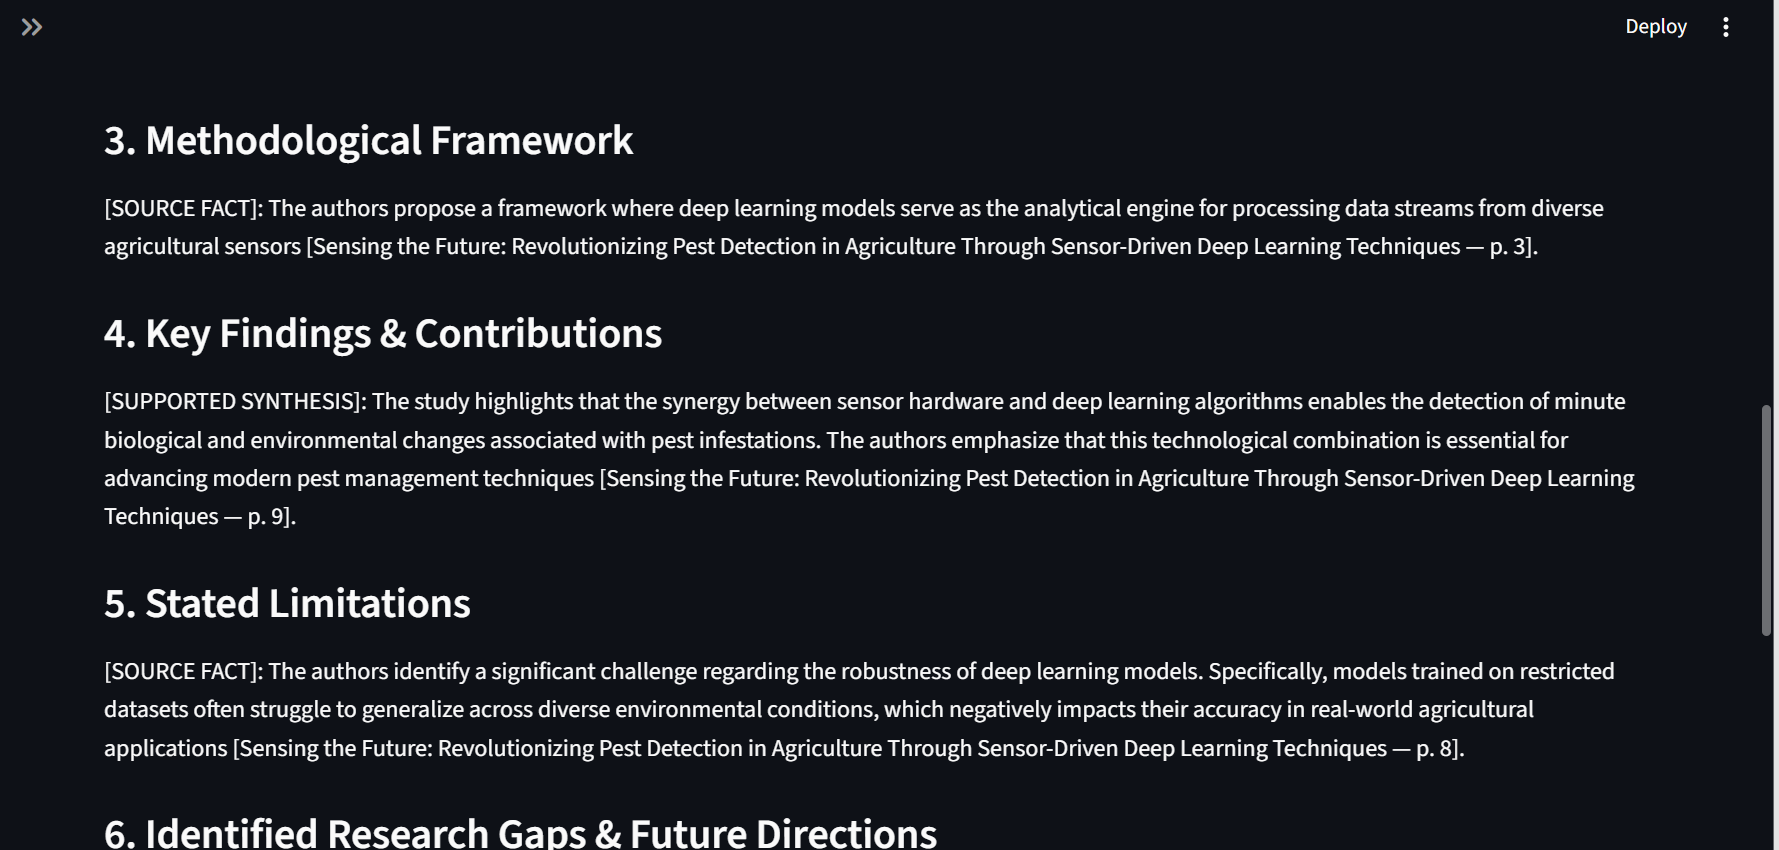 Deploy
3. Methodological Framework
[SOURCE FACT]: The authors propose a framework where deep learning models serve as the analytical engine for processing data streams from diverse
agricultural sensors [Sensing the Future: Revolutionizing Pest Detection in Agriculture Through Sensor-Driven Deep Learning Techniques — p. 3].
4. Key Findings & Contributions
[SUPPORTED SYNTHESIS]: The study highlights that the synergy between sensor hardware and deep learning algorithms enables the detection of minute
biological and environmental changes associated with pest infestations. The authors emphasize that this technological combination is essential for
advancing modern pest management techniques [Sensing the Future: Revolutionizing Pest Detection in Agriculture Through Sensor-Driven Deep Learning
Techniques — p. 9].
5. Stated Limitations
[SOURCE FACT]: The authors identify a significant challenge regarding the robustness of deep learning models. Specifically, models trained on restricted
datasets often struggle to generalize across diverse environmental conditions, which negatively impacts their accuracy in real-world agricultural
applications [Sensing the Future: Revolutionizing Pest Detection in Agriculture Through Sensor-Driven Deep Learning Techniques — p. 8].
6. Identified Research Gaps & Future Directions